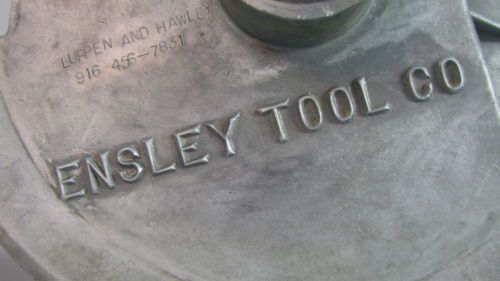 LUPPEN AND HAWLEY
916 456-7831
ENSLEY TOOL CO